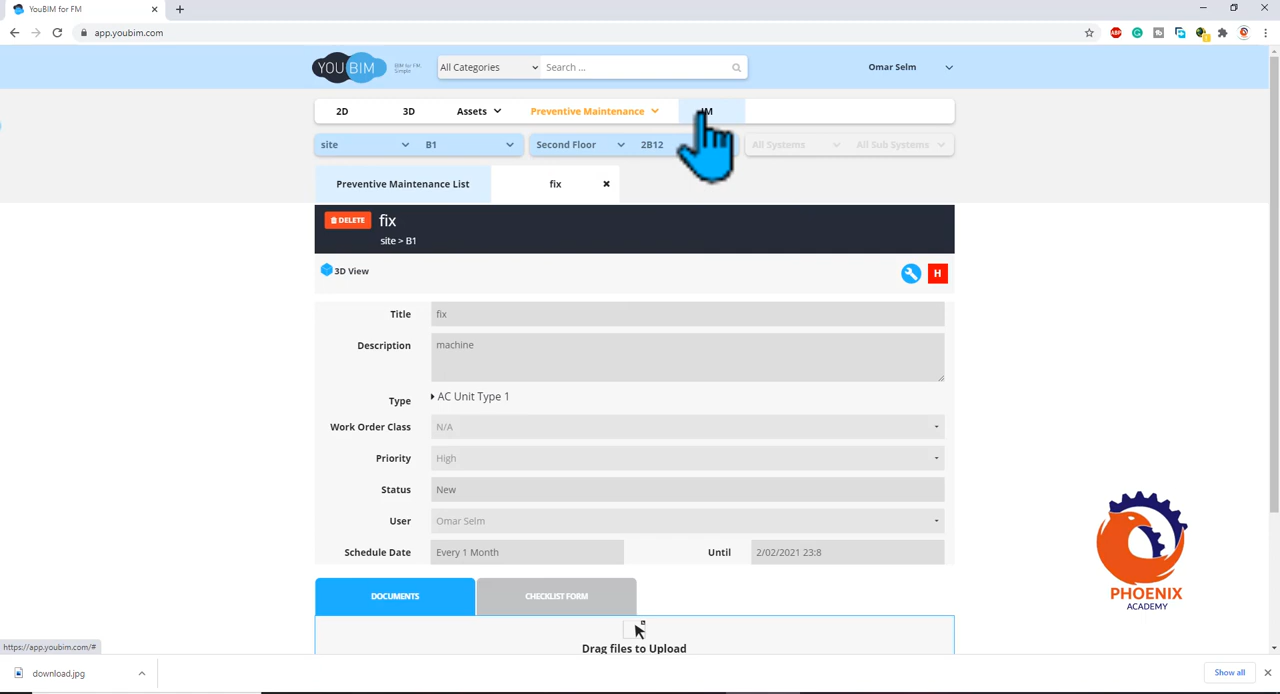 YouBIM for FM
app.youbim.com
YOUBIM BIM for FM. Simple All Categories Search ... Omar Selm
2D 3D Assets Preventive Maintenance
site B1 Second Floor 2B12 All Systems All Sub Systems
Preventive Maintenance List fix
DELETE fix
site > B1
3D View H
Title fix
Description machine
Type AC Unit Type 1
Work Order Class N/A
Priority High
Status New
User Omar Selm
Schedule Date Every 1 Month Until 2/02/2021 23:8
DOCUMENTS CHECKLIST FORM
Drag files to Upload
PHOENIX
ACADEMY
https://app.youbim.com/#
download.jpg Show all